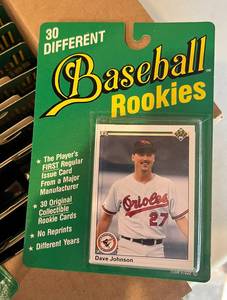 30 DIFFERENT
Baseball
Rookies
* The Player's
FIRST Regular
Issue Card
From a Major
Manufacturer
* 30 Original
Collectible
Rookie Cards
* No Reprints
* Different Years
Orioles
27
Dave Johnson